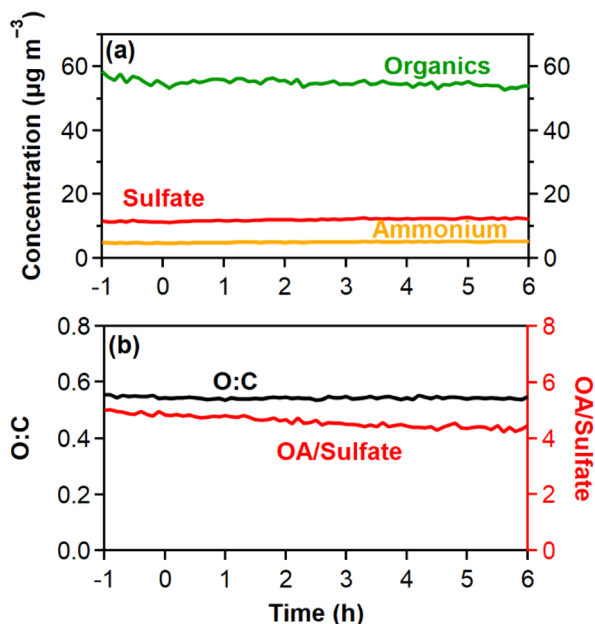 (a)
Organics
Sulfate
Ammonium
Concentration (µg m⁻³)
60
40
20
0
60
40
20
0
-1 0 1 2 3 4 5 6
(b)
O:C
OA/Sulfate
O:C
0.8
0.6
0.4
0.2
0.0
8
6
4
2
0
OA/Sulfate
-1 0 1 2 3 4 5 6
Time (h)